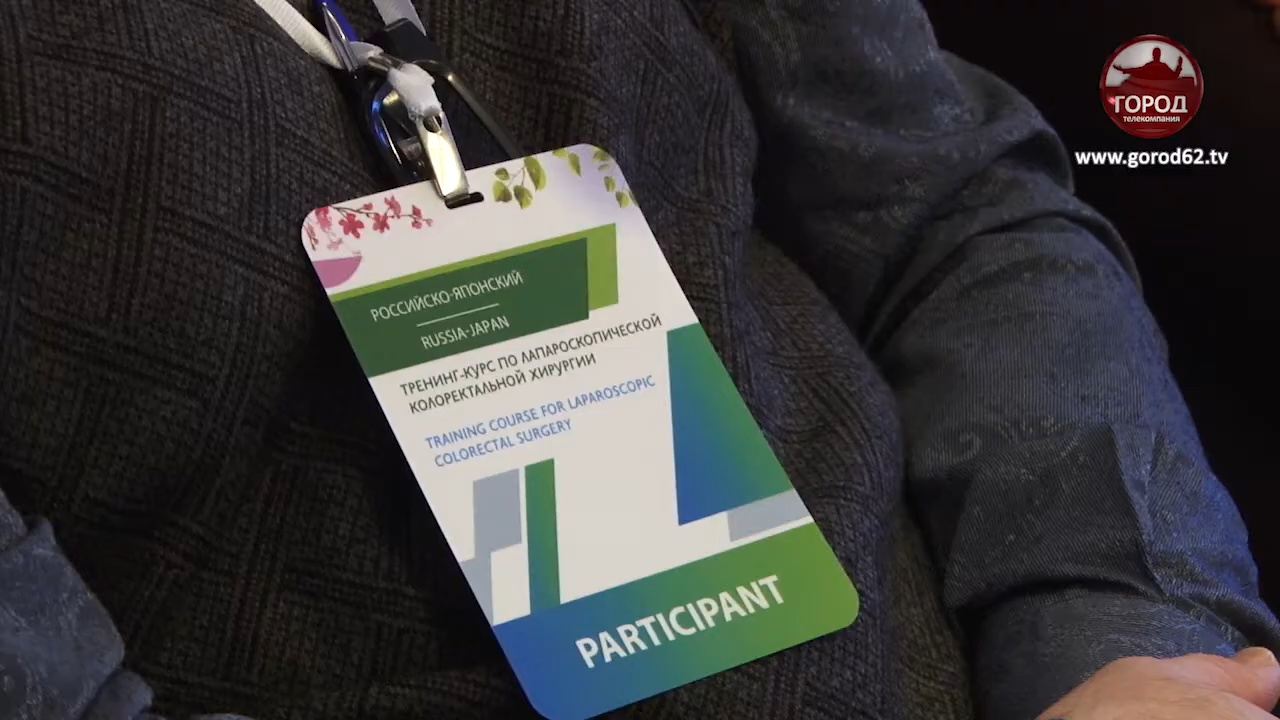 ГОРОД
телекомпания
www.gorod62.tv
РОССИЙСКО-ЯПОНСКИЙ
RUSSIA-JAPAN
ТРЕНИНГ-КУРС ПО ЛАПАРОСКОПИЧЕСКОЙ
КОЛОРЕКТАЛЬНОЙ ХИРУРГИИ
TRAINING COURSE FOR LAPAROSCOPIC
COLORECTAL SURGERY
PARTICIPANT